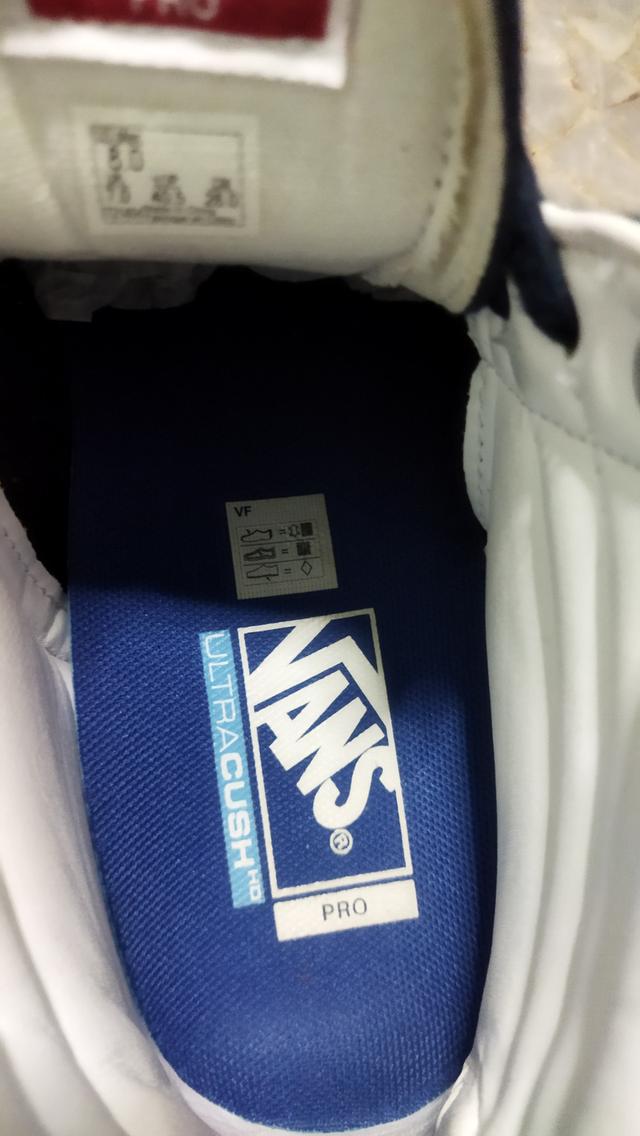 PRO
VF
=
=
=
VANS®
ULTRACUSH HD
PRO